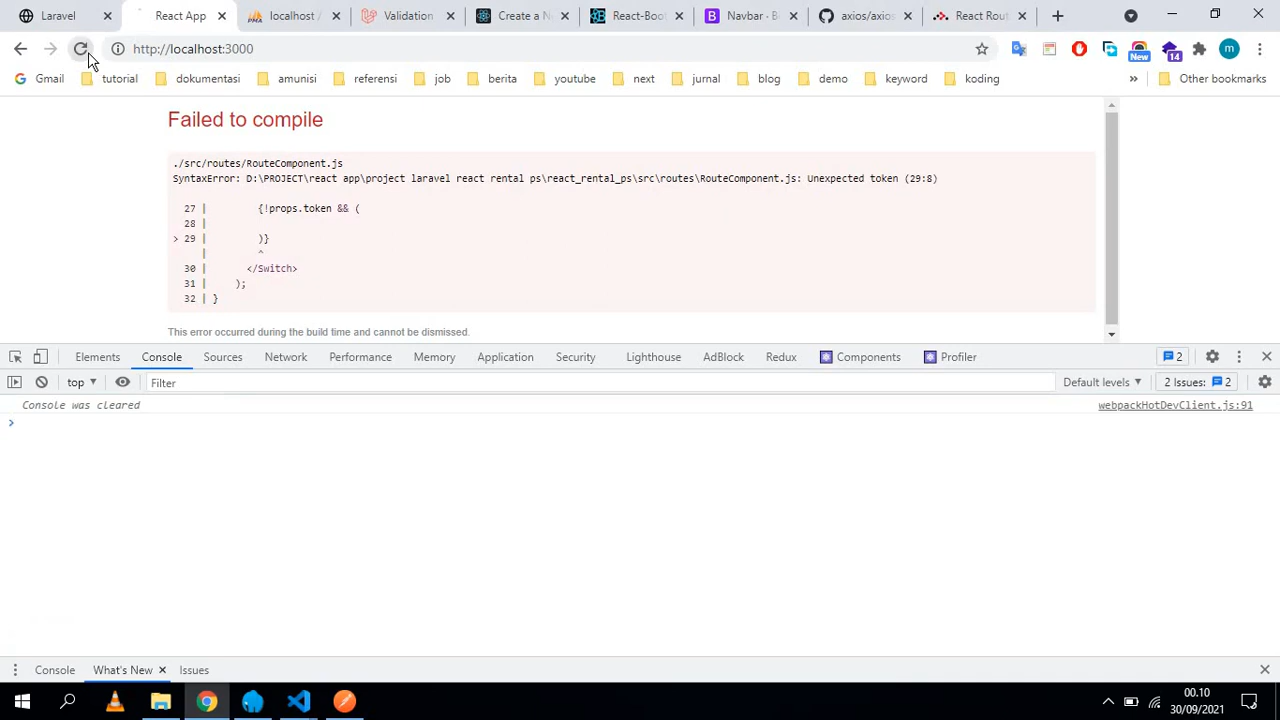 Laravel
React App
localhost /
Validation
Create a N
React-Boo
Navbar - B
axios/axios
React Rout
http://localhost:3000
New
14
m
Gmail
tutorial
dokumentasi
amunisi
referensi
job
berita
youtube
next
jurnal
blog
demo
keyword
koding
»
Other bookmarks
Failed to compile
./src/routes/RouteComponent.js
SyntaxError: D:\PROJECT\react app\project laravel react rental ps\react_rental_ps\src\routes\RouteComponent.js: Unexpected token (29:8)
27 | {!props.token && (
28 |
> 29 | )}
| ^
30 | </Switch>
31 | );
32 | }
This error occurred during the build time and cannot be dismissed.
Elements
Console
Sources
Network
Performance
Memory
Application
Security
Lighthouse
AdBlock
Redux
Components
Profiler
2
top
Filter
Default levels
2 Issues:
2
Console was cleared
webpackHotDevClient.js:91
>
Console
What's New
Issues
00.10
30/09/2021